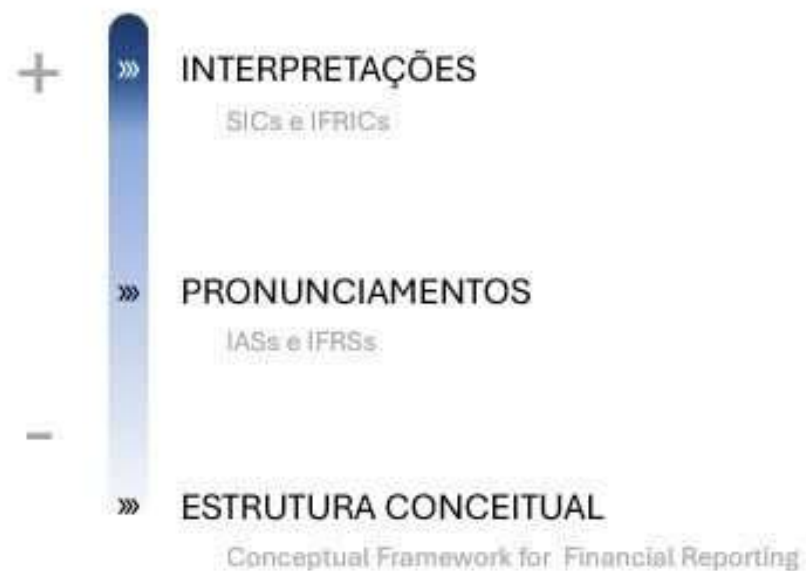 +
»» INTERPRETAÇÕES
SICs e IFRICs
»» PRONUNCIAMENTOS
IASs e IFRSs
-
»» ESTRUTURA CONCEITUAL
Conceptual Framework for Financial Reporting